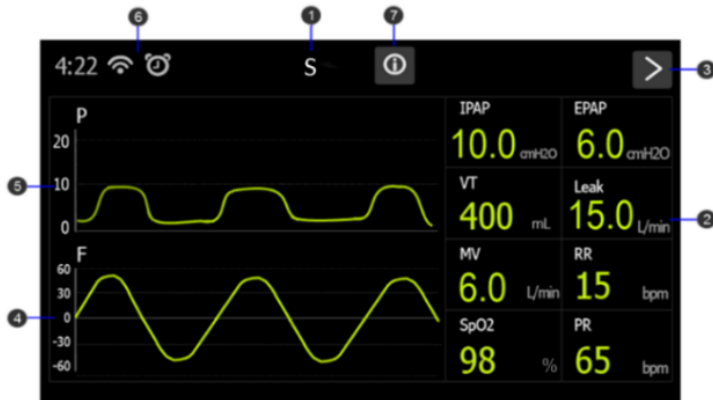 6 1 7
4:22 S
3
P
20
10
0
5
F
60
30
0
-30
-60
4
IPAP EPAP
10.0 cmH2O 6.0 cmH2O
VT Leak
400 mL 15.0 L/min
2
MV RR
6.0 L/min 15 bpm
SpO2 PR
98 % 65 bpm